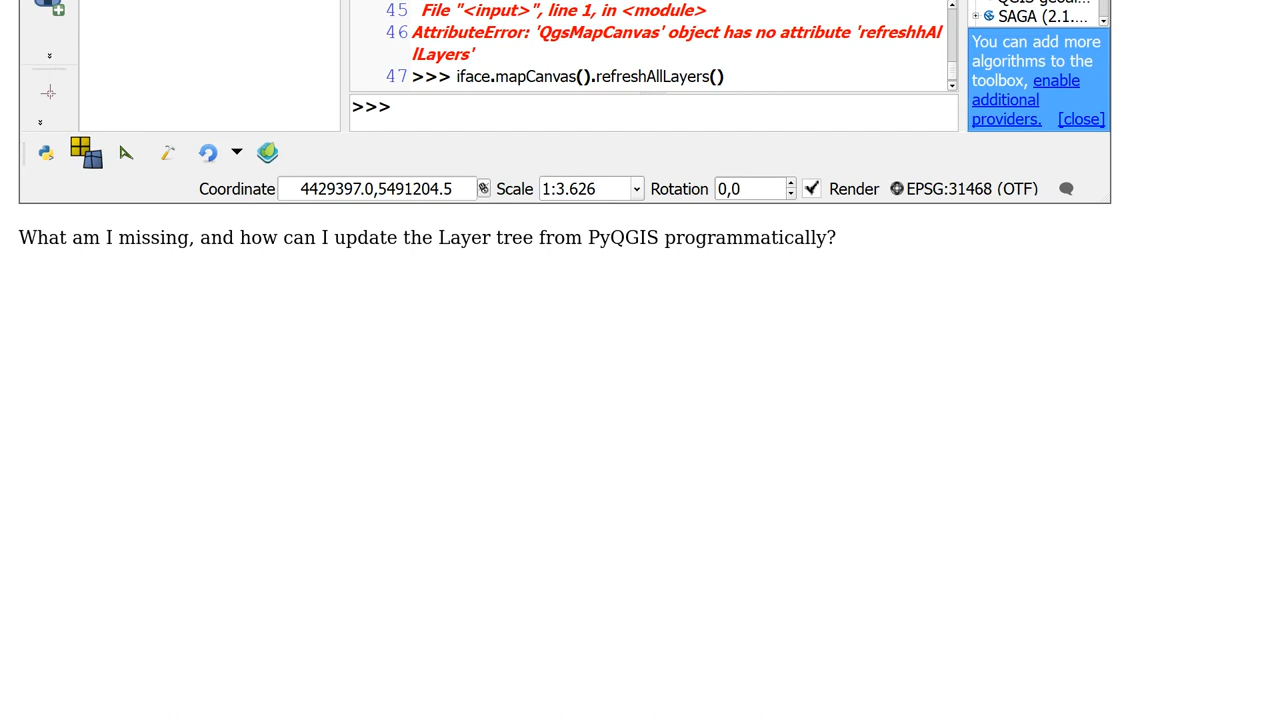 45 File "<input>", line 1, in <module>
46 AttributeError: 'QgsMapCanvas' object has no attribute 'refreshhAl
lLayers'
47 >>> iface.mapCanvas().refreshAllLayers()
>>>
SAGA (2.1....
You can add more
algorithms to the
toolbox, enable
additional
providers. [close]
Coordinate 4429397.0,5491204.5 Scale 1:3.626 Rotation 0,0 Render EPSG:31468 (OTF)
What am I missing, and how can I update the Layer tree from PyQGIS programmatically?